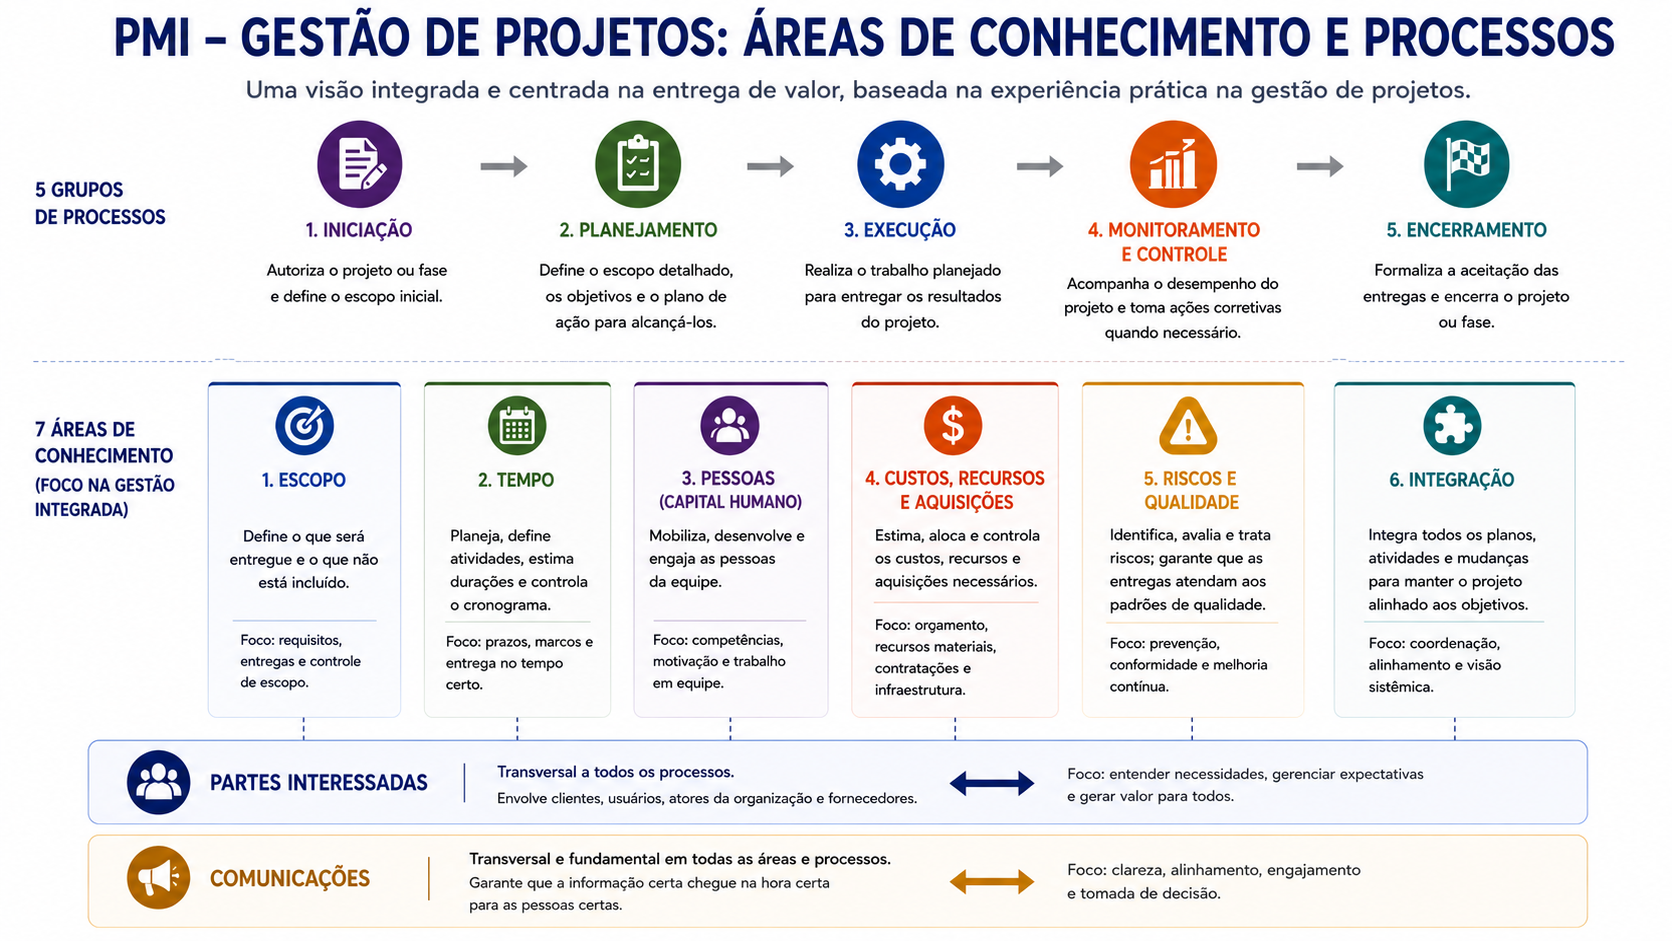 PMI – GESTÃO DE PROJETOS: ÁREAS DE CONHECIMENTO E PROCESSOS
Uma visão integrada e centrada na entrega de valor, baseada na experiência prática na gestão de projetos.
5 GRUPOS
DE PROCESSOS
1. INICIAÇÃO
Autoriza o projeto ou fase
e define o escopo inicial.
2. PLANEJAMENTO
Define o escopo detalhado,
os objetivos e o plano de
ação para alcançá-los.
3. EXECUÇÃO
Realiza o trabalho planejado
para entregar os resultados
do projeto.
4. MONITORAMENTO
E CONTROLE
Acompanha o desempenho do
projeto e toma ações corretivas
quando necessário.
5. ENCERRAMENTO
Formaliza a aceitação das
entregas e encerra o projeto
ou fase.
7 ÁREAS DE
CONHECIMENTO
(FOCO NA GESTÃO
INTEGRADA)
1. ESCOPO
Define o que será
entregue e o que não
está incluído.
Foco: requisitos,
entregas e controle
de escopo.
2. TEMPO
Planeja, define
atividades, estima
durações e controla
o cronograma.
Foco: prazos, marcos e
entrega no tempo
certo.
3. PESSOAS
(CAPITAL HUMANO)
Mobiliza, desenvolve e
engaja as pessoas
da equipe.
Foco: competências,
motivação e trabalho
em equipe.
4. CUSTOS, RECURSOS
E AQUISIÇÕES
$
Estima, aloca e controla
os custos, recursos e
aquisições necessários.
Foco: orçamento,
recursos materiais,
contratações e
infraestrutura.
5. RISCOS E
QUALIDADE
Identifica, avalia e trata
riscos; garante que as
entregas atendam aos
padrões de qualidade.
Foco: prevenção,
conformidade e melhoria
contínua.
6. INTEGRAÇÃO
Integra todos os planos,
atividades e mudanças
para manter o projeto
alinhado aos objetivos.
Foco: coordenação,
alinhamento e visão
sistêmica.
PARTES INTERESSADAS
Transversal a todos os processos.
Envolve clientes, usuários, atores da organização e fornecedores.
Foco: entender necessidades, gerenciar expectativas
e gerar valor para todos.
COMUNICAÇÕES
Transversal e fundamental em todas as áreas e processos.
Garante que a informação certa chegue na hora certa
para as pessoas certas.
Foco: clareza, alinhamento, engajamento
e tomada de decisão.